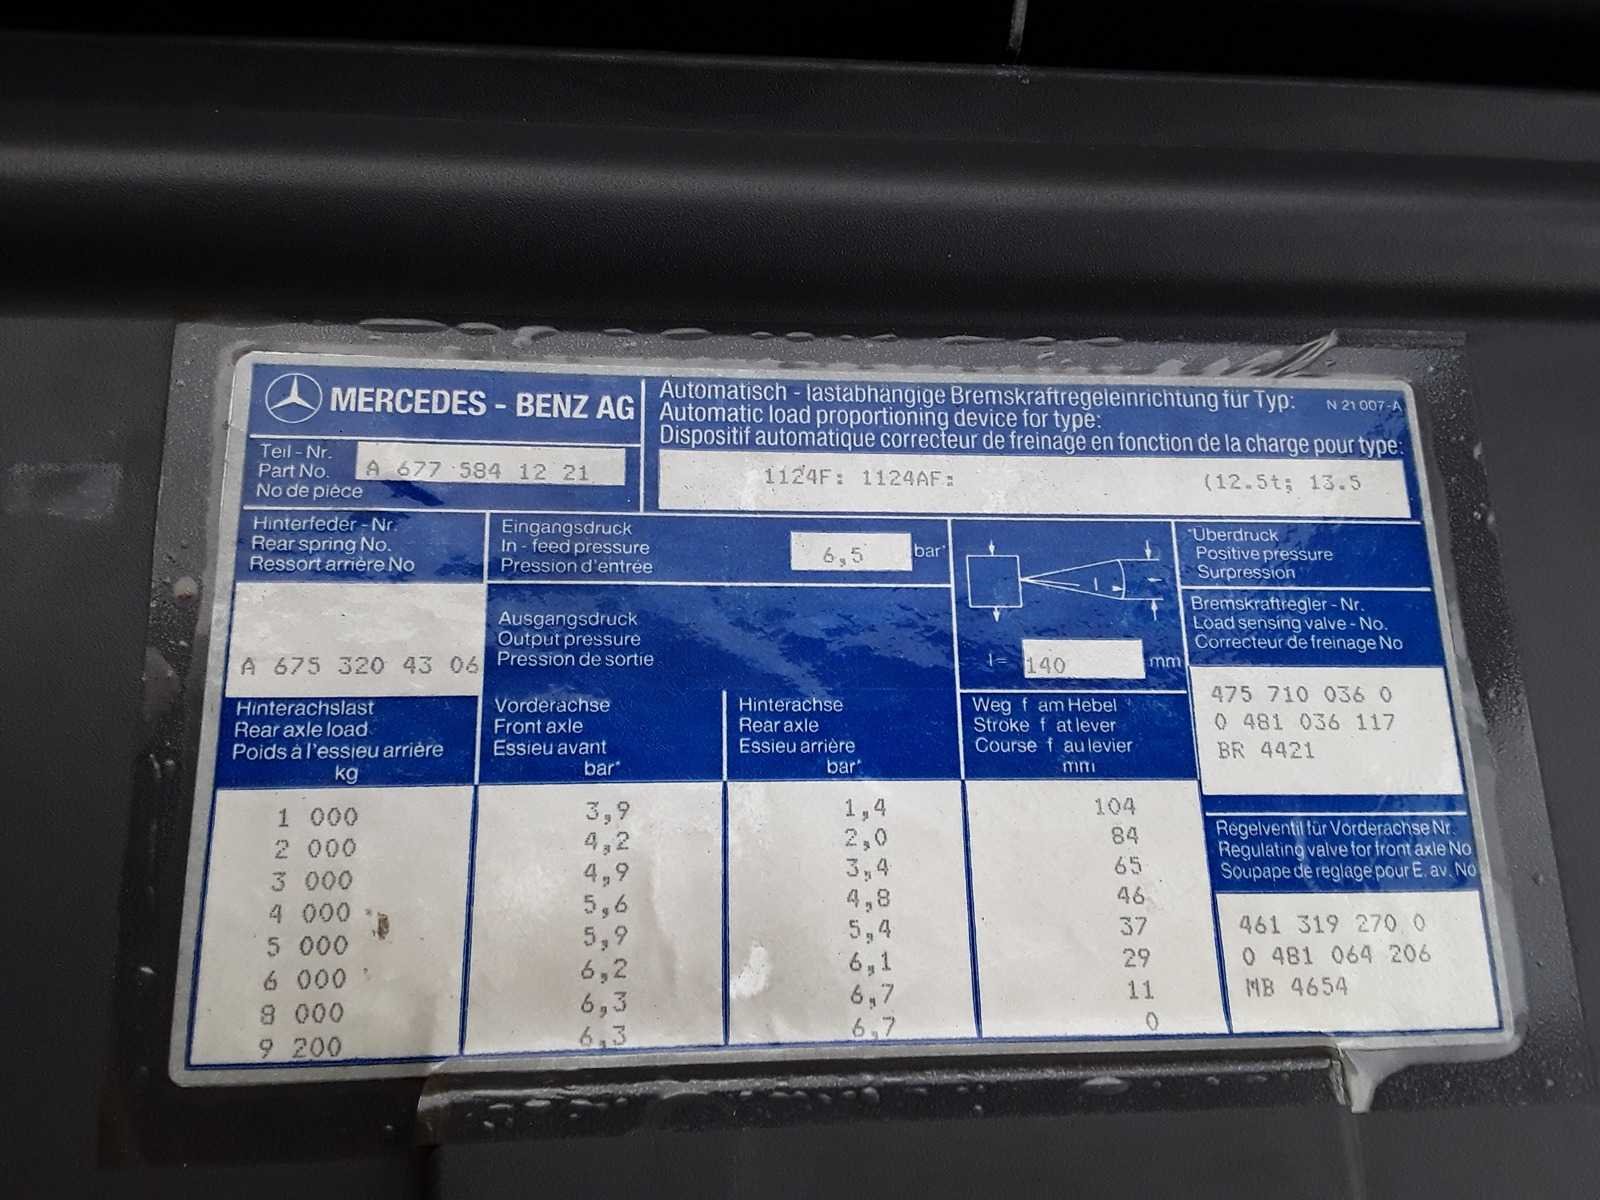 MERCEDES - BENZ AG
Automatisch - lastabhängige Bremskraftregeleinrichtung für Typ: N 21 007-A
Automatic load proportioning device for type:
Dispositif automatique correcteur de freinage en fonction de la charge pour type:
Teil - Nr.
Part No.
No de pièce
A 677 584 12 21
1124F: 1124AF: (12.5t; 13.5
Hinterfeder - Nr.
Rear spring No.
Ressort arrière No
A 675 320 43 06
Eingangsdruck
In - feed pressure
Pression d'entrée
6,5 bar*
Ausgangsdruck
Output pressure
Pression de sortie
l = 140 mm
*Überdruck
Positive pressure
Surpression
Bremskraftregler - Nr.
Load sensing valve - No.
Correcteur de freinage No
475 710 036 0
0 481 036 117
BR 4421
Hinterachslast
Rear axle load
Poids à l'essieu arrière
kg
Vorderachse
Front axle
Essieu avant
bar*
Hinterachse
Rear axle
Essieu arrière
bar*
Weg f am Hebel
Stroke f at lever
Course f au levier
mm
1 000 3,9 1,4 104
2 000 4,2 2,0 84
3 000 4,9 3,4 65
4 000 5,6 4,8 46
5 000 5,9 5,4 37
6 000 6,2 6,1 29
8 000 6,3 6,7 11
9 200 6,3 6,7 0
Regelventil für Vorderachse Nr.
Regulating valve for front axle No
Soupape de reglage pour E. av. No
461 319 270 0
0 481 064 206
MB 4654